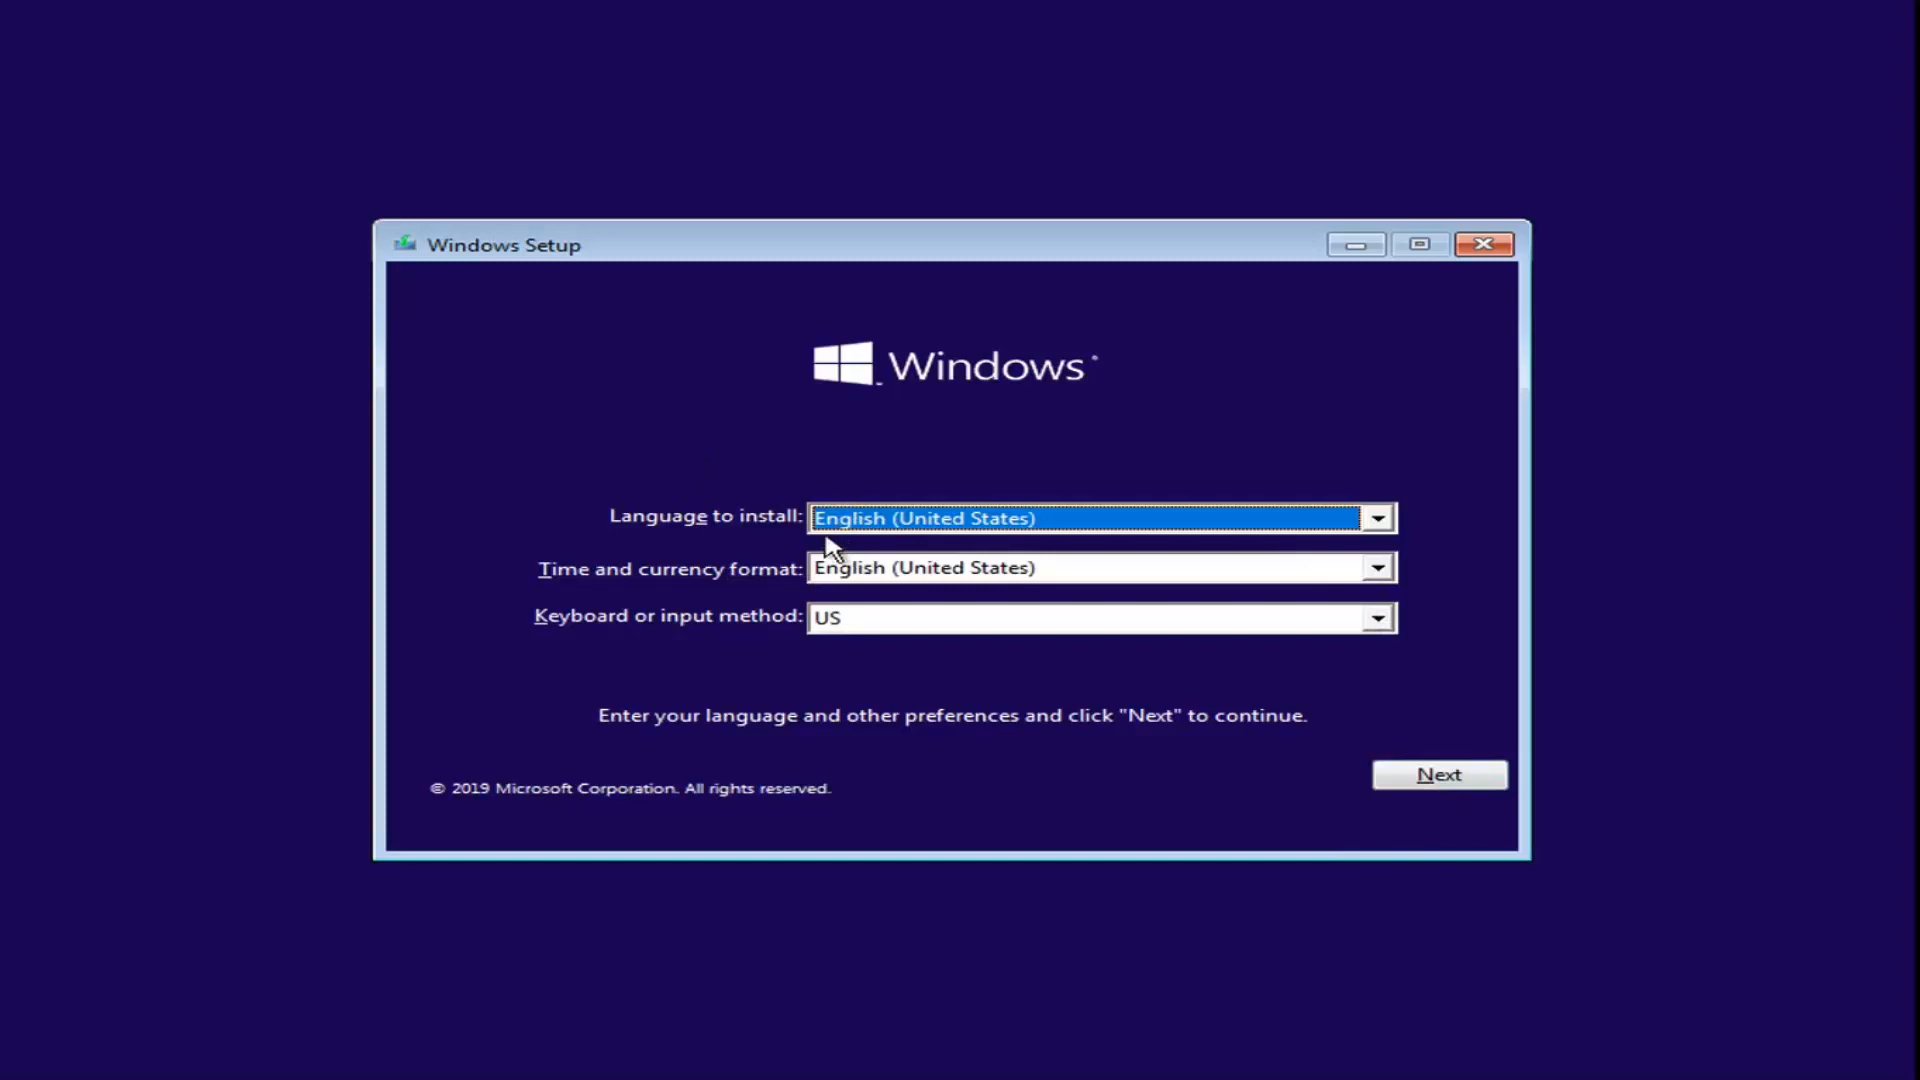 Windows Setup
Windows
Language to install: English (United States)
Time and currency format: English (United States)
Keyboard or input method: US
Enter your language and other preferences and click "Next" to continue.
Next
© 2019 Microsoft Corporation. All rights reserved.